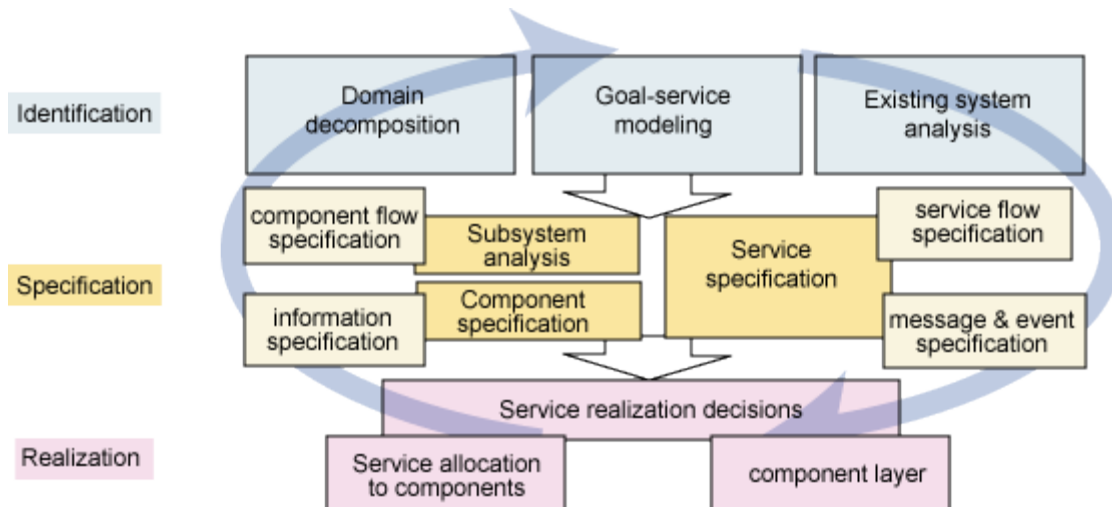 Identification
Domain
decomposition
Goal-service
modeling
Existing system
analysis
Specification
component flow
specification
Subsystem
analysis
Service
specification
service flow
specification
information
specification
Component
specification
message & event
specification
Realization
Service realization decisions
Service allocation
to components
component layer